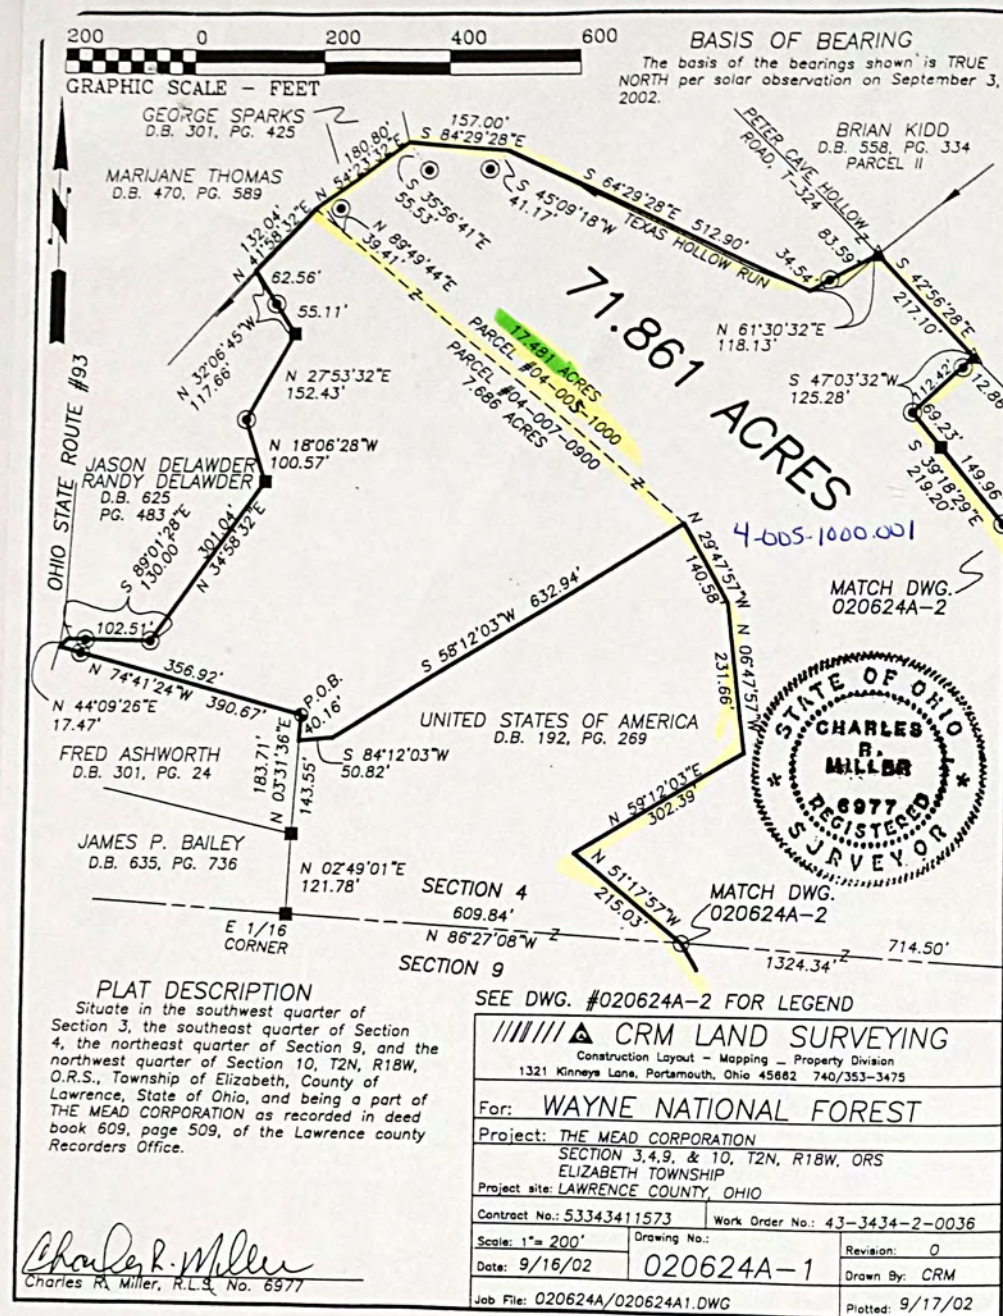 200 0 200 400 600
GRAPHIC SCALE - FEET
BASIS OF BEARING
The basis of the bearings shown is TRUE
NORTH per solar observation on September 3,
2002.
GEORGE SPARKS
D.B. 301, PG. 425
MARIJANE THOMAS
D.B. 470, PG. 589
PETER CAVE HOLLOW
ROAD, T-324
BRIAN KIDD
D.B. 558, PG. 334
PARCEL II
157.00'
S 84°29'28"E
180.80'
N 54°23'32"E
S 35°56'41"E
55.53'
S 45°09'18"W
41.17'
S 64°29'28"E
512.90'
TEXAS HOLLOW RUN
34.54'
83.59'
N 61°30'32"E
118.13'
S 42°56'28"E
217.10'
132.04'
N 41°58'32"E
N 89°49'44"E
39.41'
62.56'
55.11'
N 32°06'45"W
117.66'
N 27°53'32"E
152.43'
71.861
ACRES
17.481 ACRES
PARCEL #04-005-1000
PARCEL #04-007-0900
7.686 ACRES
S 47°03'32"W
125.28'
112.42'
12.86
69.23'
S 39°18'29"E
219.20'
149.96
4-005-1000.001
OHIO STATE ROUTE #93
N 18°06'28"W
100.57'
JASON DELAWDER
RANDY DELAWDER
D.B. 625
PG. 483
S 89°01'28"E
130.00'
301.04'
N 34°58'32"E
102.51'
N 29°47'57"W
140.58'
MATCH DWG.
020624A-2
S 58°12'03"W 632.94'
N 06°47'57"W
231.66'
356.92'
N 74°41'24"W 390.67'
N 44°09'26"E
17.47'
P.O.B.
40.16'
S 84°12'03"W
50.82'
N 03°31'36"E
183.71'
143.55'
FRED ASHWORTH
D.B. 301, PG. 24
UNITED STATES OF AMERICA
D.B. 192, PG. 269
N 59°12'03"E
302.39'
STATE OF OHIO
CHARLES
R.
MILLER
6977
REGISTERED
SURVEYOR
JAMES P. BAILEY
D.B. 635, PG. 736
N 02°49'01"E
121.78'
N 51°17'57"W
215.03'
MATCH DWG.
020624A-2
E 1/16
CORNER
SECTION 4
609.84'
N 86°27'08"W
SECTION 9
714.50'
1324.34'
PLAT DESCRIPTION
Situate in the southwest quarter of
Section 3, the southeast quarter of Section
4, the northeast quarter of Section 9, and the
northwest quarter of Section 10, T2N, R18W,
O.R.S., Township of Elizabeth, County of
Lawrence, State of Ohio, and being a part of
THE MEAD CORPORATION as recorded in deed
book 609, page 509, of the Lawrence county
Recorders Office.
Charles R. Miller
Charles R. Miller, R.L.S. No. 6977
SEE DWG. #020624A-2 FOR LEGEND
CRM LAND SURVEYING
Construction Layout - Mapping - Property Division
1321 Kinneys Lane, Portsmouth, Ohio 45662 740/353-3475
For: WAYNE NATIONAL FOREST
Project: THE MEAD CORPORATION
SECTION 3,4,9, & 10, T2N, R18W, ORS
ELIZABETH TOWNSHIP
Project site: LAWRENCE COUNTY, OHIO
Contract No.: 53343411573 Work Order No.: 43-3434-2-0036
Scale: 1"= 200'
Date: 9/16/02
Drawing No.:
020624A-1
Revision: 0
Drawn By: CRM
Job File: 020624A/020624A1.DWG
Plotted: 9/17/02